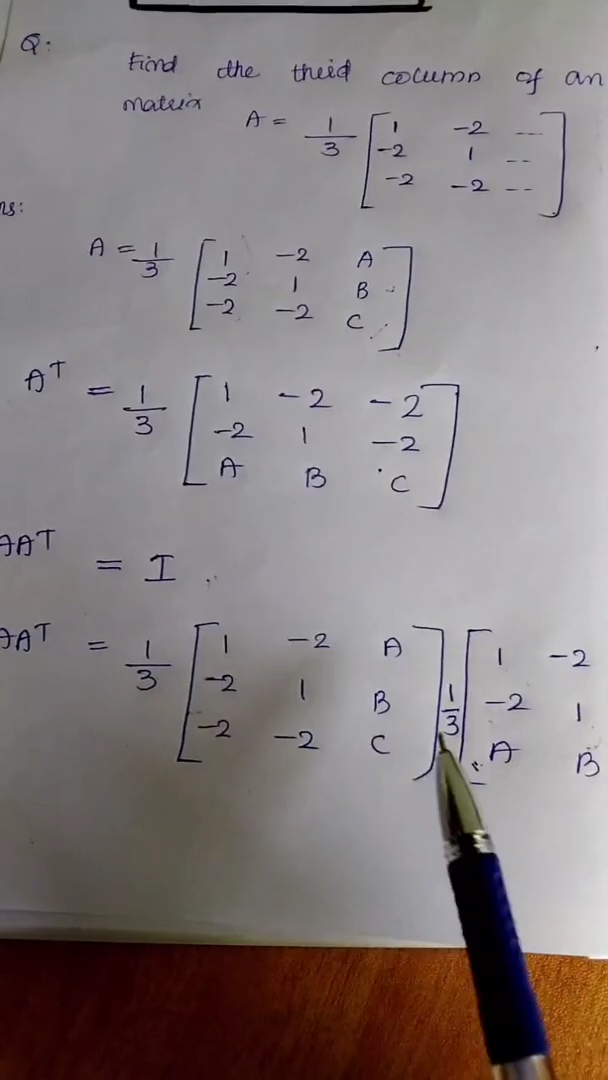 Q: Find the third column of an
matrix
A = 1/3 [ 1 -2 ---
-2 1 --
-2 -2 -- ]
ns:
A = 1/3 [ 1 -2 A
-2 1 B
-2 -2 C ]
A^T = 1/3 [ 1 -2 -2
-2 1 -2
A B C ]
AA^T = I
AA^T = 1/3 [ 1 -2 A
-2 1 B
-2 -2 C ] 1/3 [ 1 -2
-2 1
A B